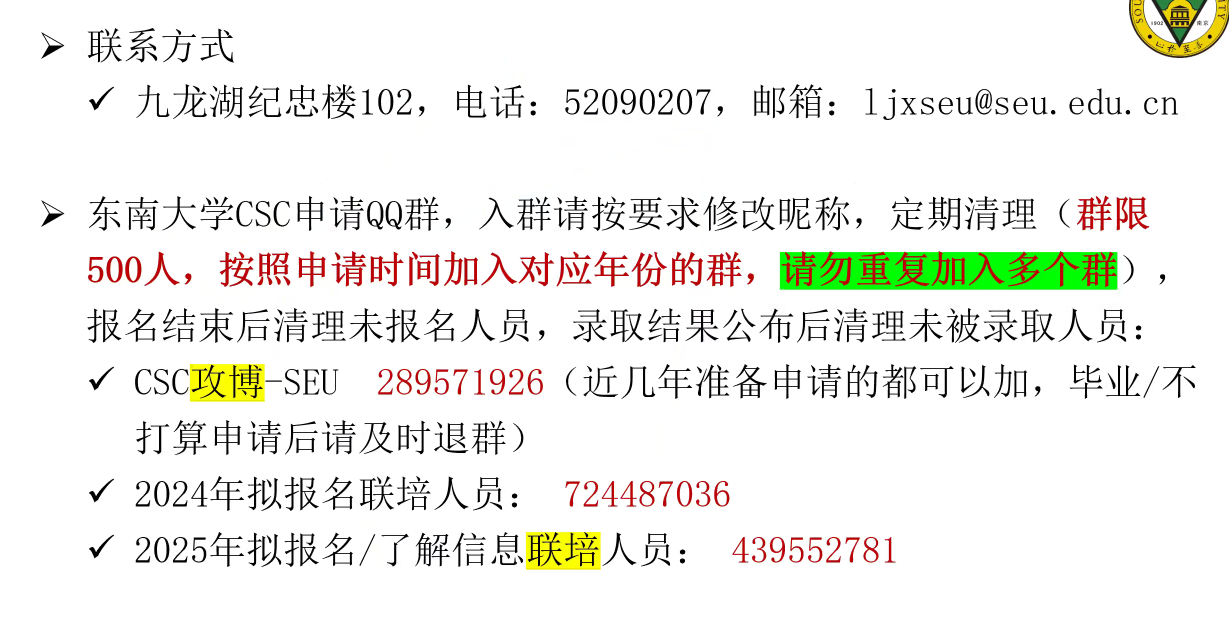 ➢ 联系方式
✓ 九龙湖纪忠楼102，电话：52090207，邮箱：ljxseu@seu.edu.cn
➢ 东南大学CSC申请QQ群，入群请按要求修改昵称，定期清理（群限
500人，按照申请时间加入对应年份的群，请勿重复加入多个群），
报名结束后清理未报名人员，录取结果公布后清理未被录取人员：
✓ CSC攻博-SEU 289571926（近几年准备申请的都可以加，毕业/不
打算申请后请及时退群）
✓ 2024年拟报名联培人员： 724487036
✓ 2025年拟报名/了解信息联培人员： 439552781
1902 南京